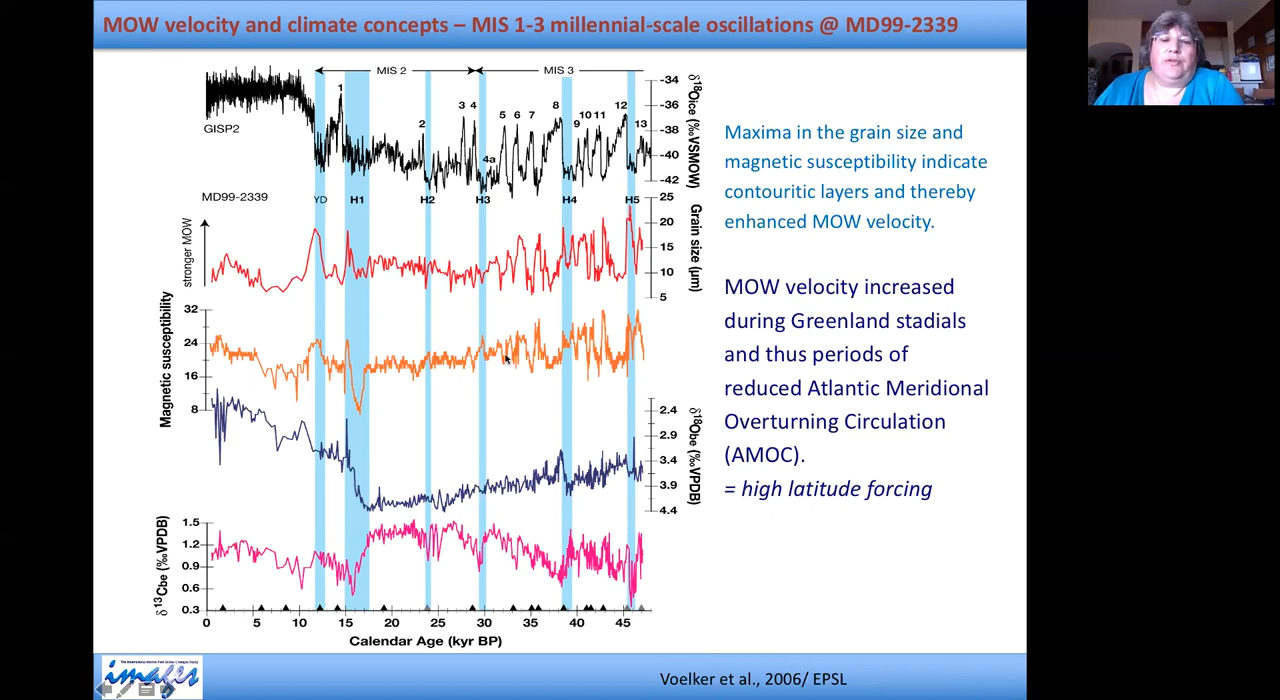 MOW velocity and climate concepts – MIS 1-3 millennial-scale oscillations @ MD99-2339
MIS 2
MIS 3
GISP2
1
2
3
4
4a
5
6
7
8
9
10
11
12
13
-34
-36
-38
-40
-42
δ18Oice (‰VSMOW)
MD99-2339
YD
H1
H2
H3
H4
H5
stronger MOW
25
20
15
10
5
Grain size (µm)
Magnetic susceptibility
32
24
16
8
2.4
2.9
3.4
3.9
4.4
δ18Obe (‰VPDB)
δ13Cbe (‰VPDB)
1.5
1.2
0.9
0.6
0.3
0 5 10 15 20 25 30 35 40 45
Calendar Age (kyr BP)
Maxima in the grain size and
magnetic susceptibility indicate
contouritic layers and thereby
enhanced MOW velocity.
MOW velocity increased
during Greenland stadials
and thus periods of
reduced Atlantic Meridional
Overturning Circulation
(AMOC).
= high latitude forcing
images
Voelker et al., 2006/ EPSL